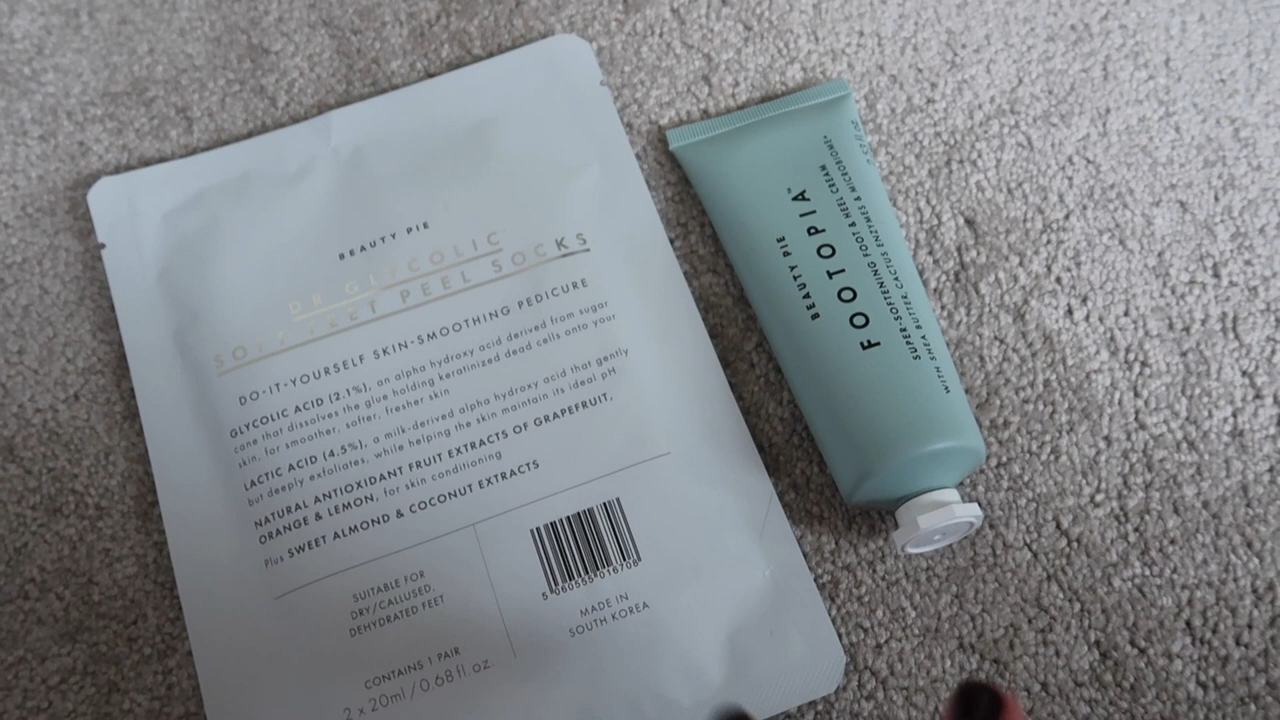 BEAUTY PIE
DR GLYCOLIC
SOFT FEET PEEL SOCKS
DO-IT-YOURSELF SKIN-SMOOTHING PEDICURE
GLYCOLIC ACID (2.1%), an alpha hydroxy acid derived from sugar
cane that dissolves the glue holding keratinized dead cells onto your
skin, for smoother, softer, fresher skin
LACTIC ACID (4.5%), a milk-derived alpha hydroxy acid that gently
but deeply exfoliates, while helping the skin maintain its ideal pH
NATURAL ANTIOXIDANT FRUIT EXTRACTS OF GRAPEFRUIT,
ORANGE & LEMON, for skin conditioning
Plus SWEET ALMOND & COCONUT EXTRACTS
SUITABLE FOR
DRY/CALLUSED,
DEHYDRATED FEET
CONTAINS 1 PAIR
2 x 20ml / 0.68 fl. oz.
5 060555 016708
MADE IN
SOUTH KOREA
BEAUTY PIE
FOOTOPIA™
SUPER-SOFTENING FOOT & HEEL CREAM
WITH SHEA BUTTER, CACTUS ENZYMES & MICROBIOME+
fl oz